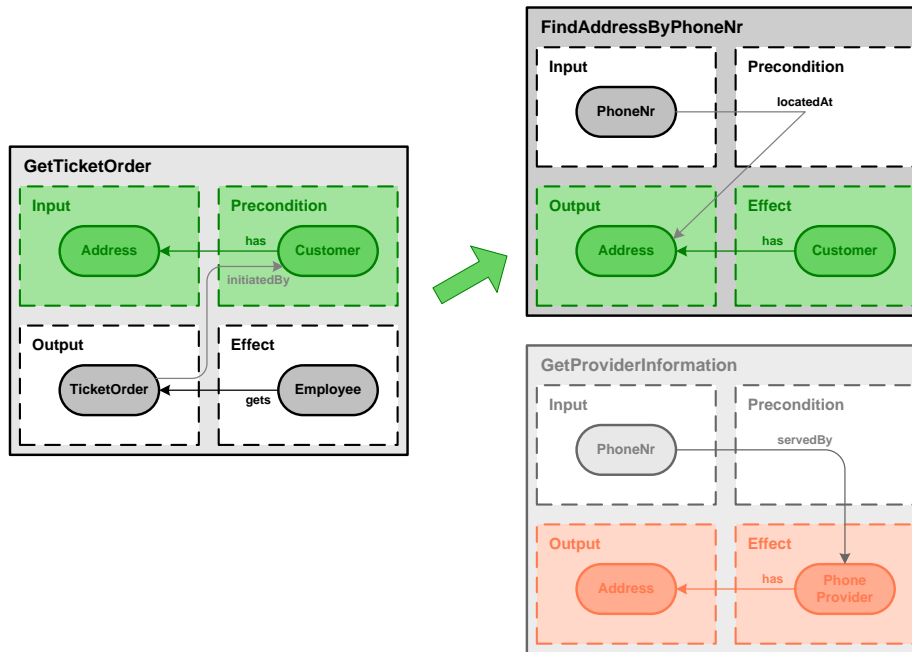 GetTicketOrder
Input
Precondition
Address
has
Customer
initiatedBy
Output
Effect
TicketOrder
gets
Employee
FindAddressByPhoneNr
Input
Precondition
PhoneNr
locatedAt
Output
Effect
Address
has
Customer
GetProviderInformation
Input
Precondition
PhoneNr
servedBy
Output
Effect
Address
has
Phone
Provider